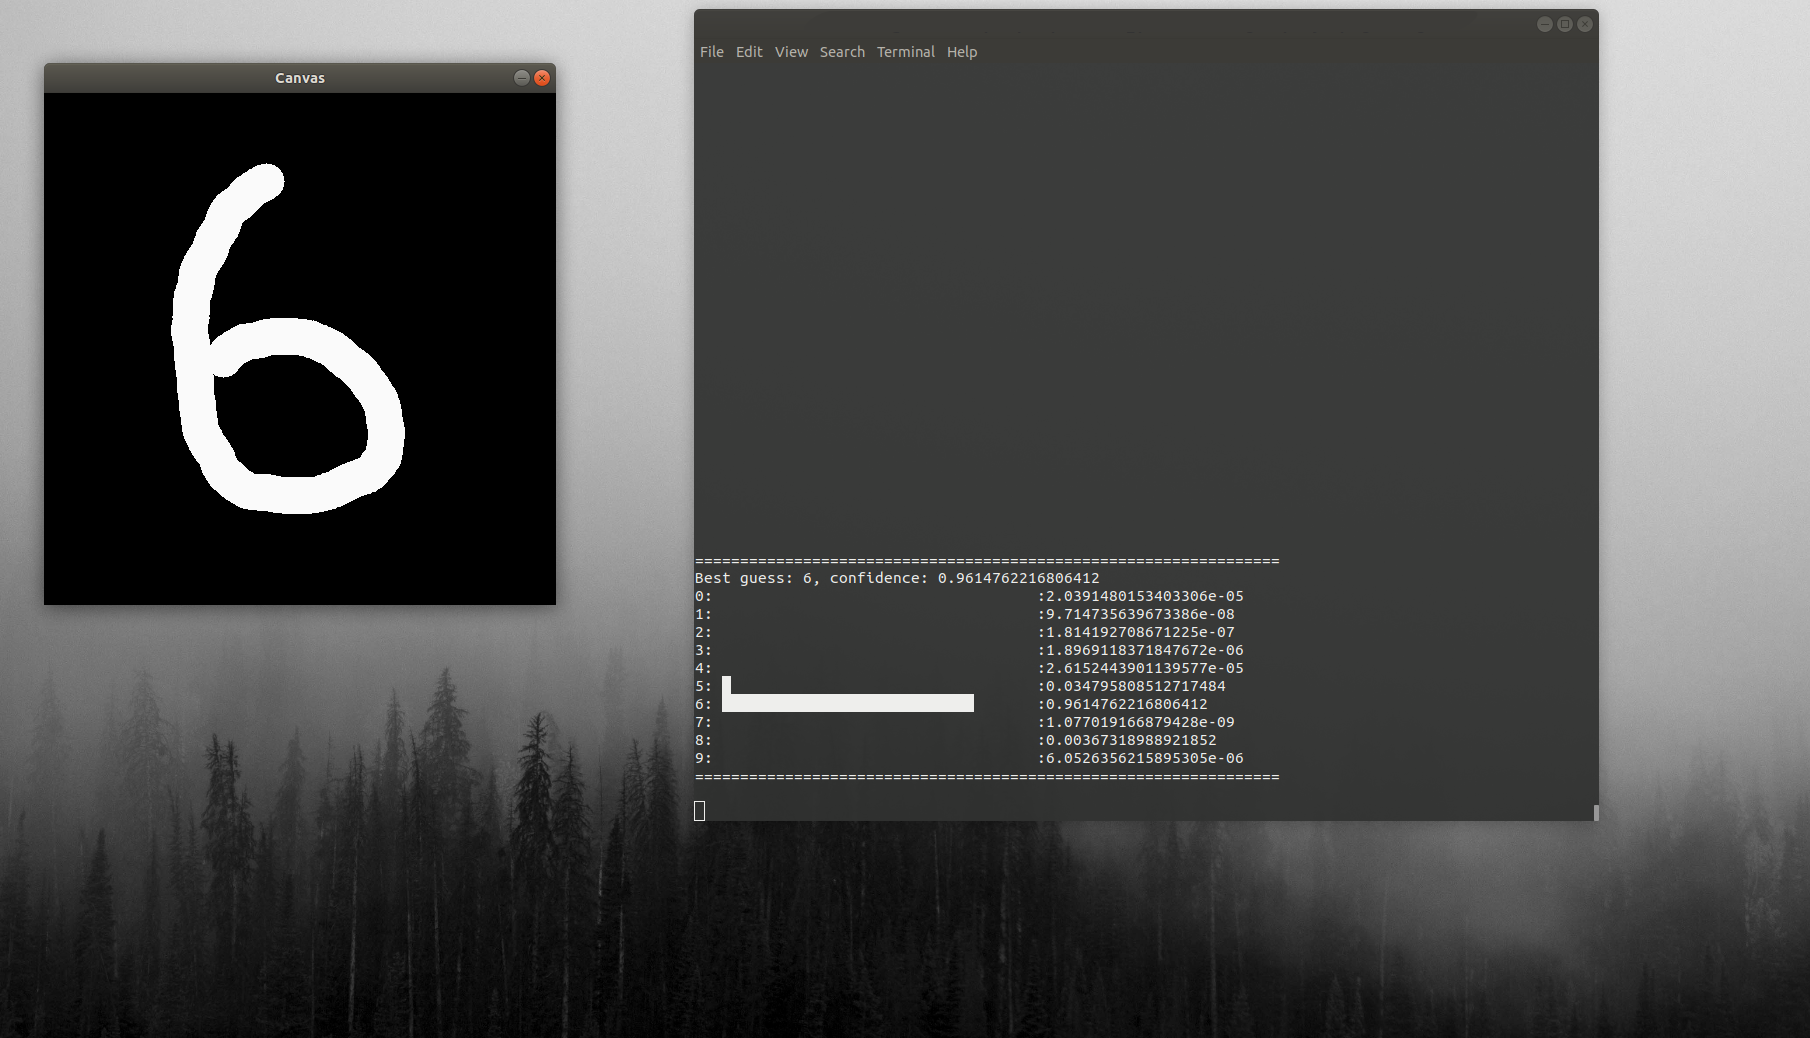 Canvas
6
File Edit View Search Terminal Help
=================================================================
Best guess: 6, confidence: 0.9614762216806412
0: :2.0391480153403306e-05
1: :9.714735639673386e-08
2: :1.814192708671225e-07
3: :1.8969118371847672e-06
4: :2.6152443901139577e-05
5: :0.034795808512717484
6: :0.9614762216806412
7: :1.077019166879428e-09
8: :0.00367318988921852
9: :6.0526356215895305e-06
=================================================================